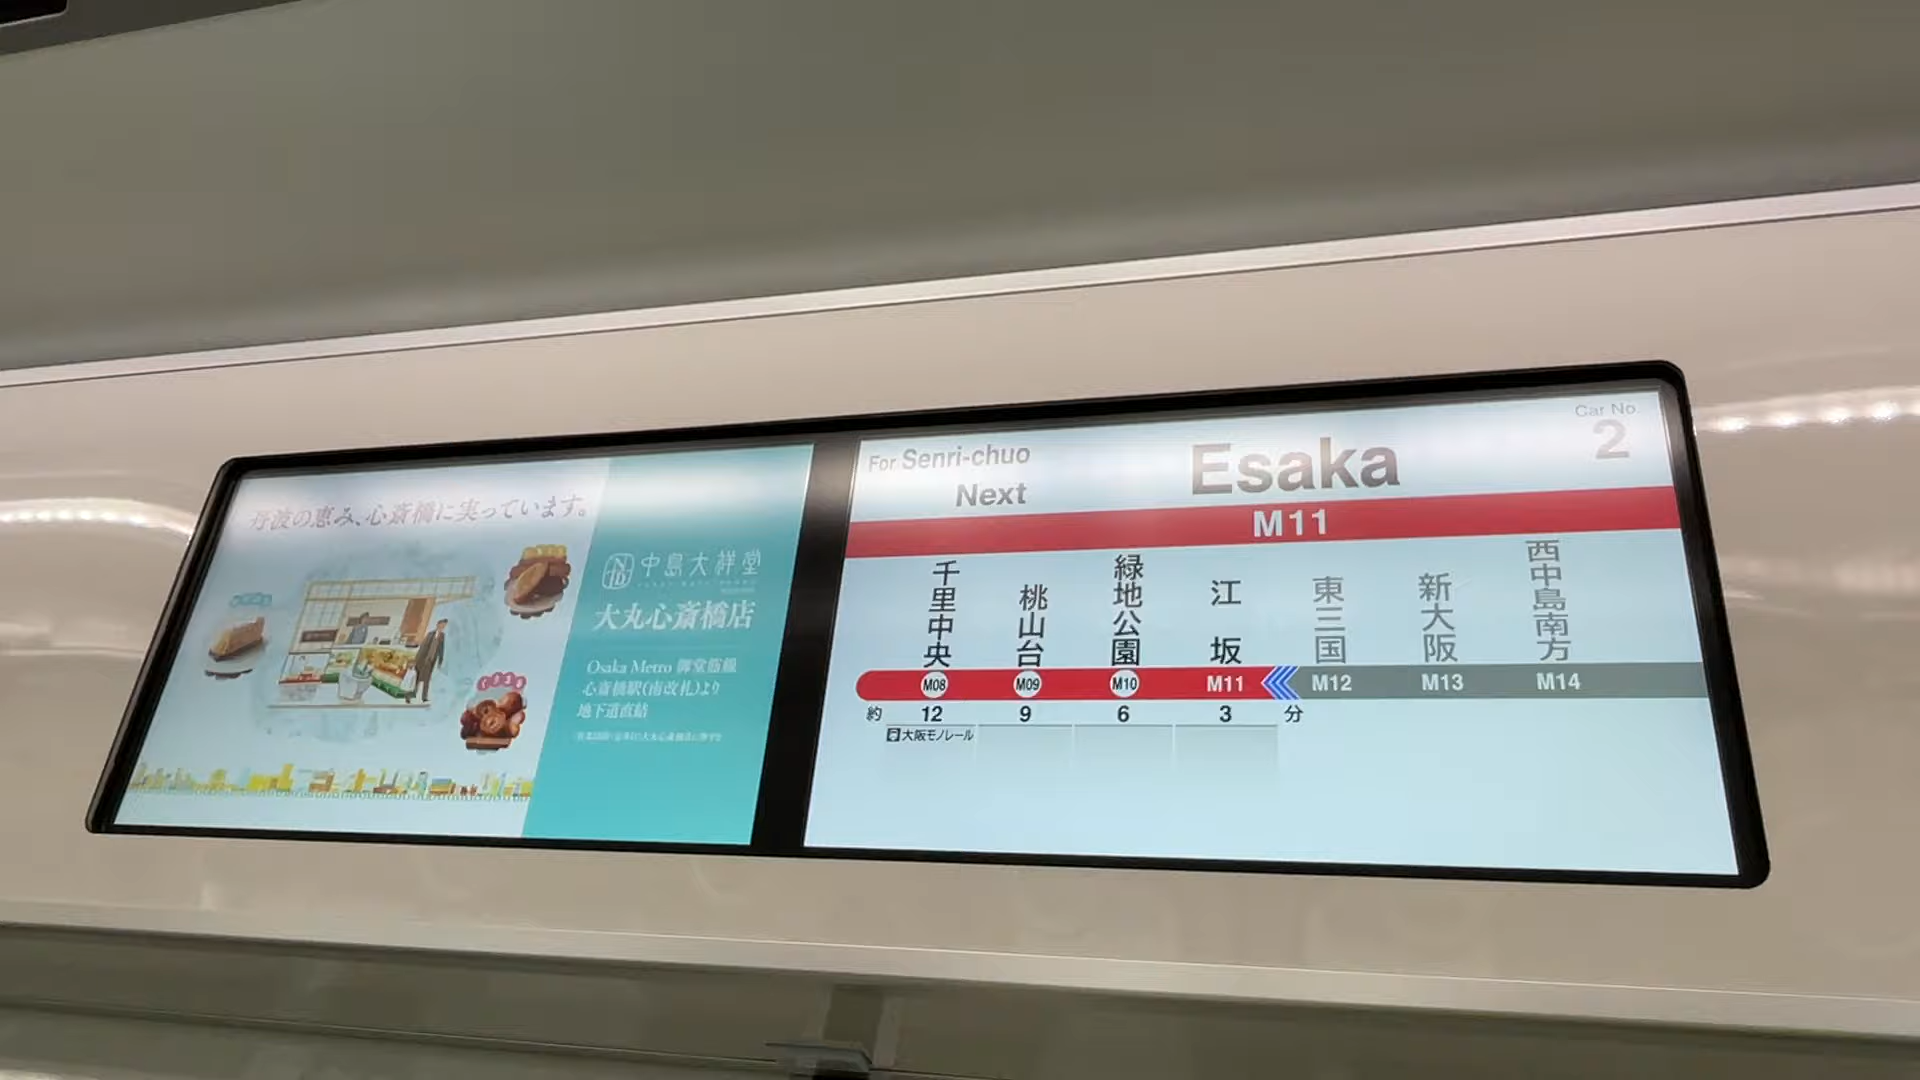 丹波の恵み、心斎橋に実っています。
中島大祥堂
大丸心斎橋店
Osaka Metro 御堂筋線
心斎橋駅(南改札)より
地下道直結
For Senri-chuo
Next
Esaka
Car No.
2
M11
千里中央
桃山台
緑地公園
江坂
東三国
新大阪
西中島南方
M08 M09 M10 M11 M12 M13 M14
約 12 9 6 3 分
大阪モノレール